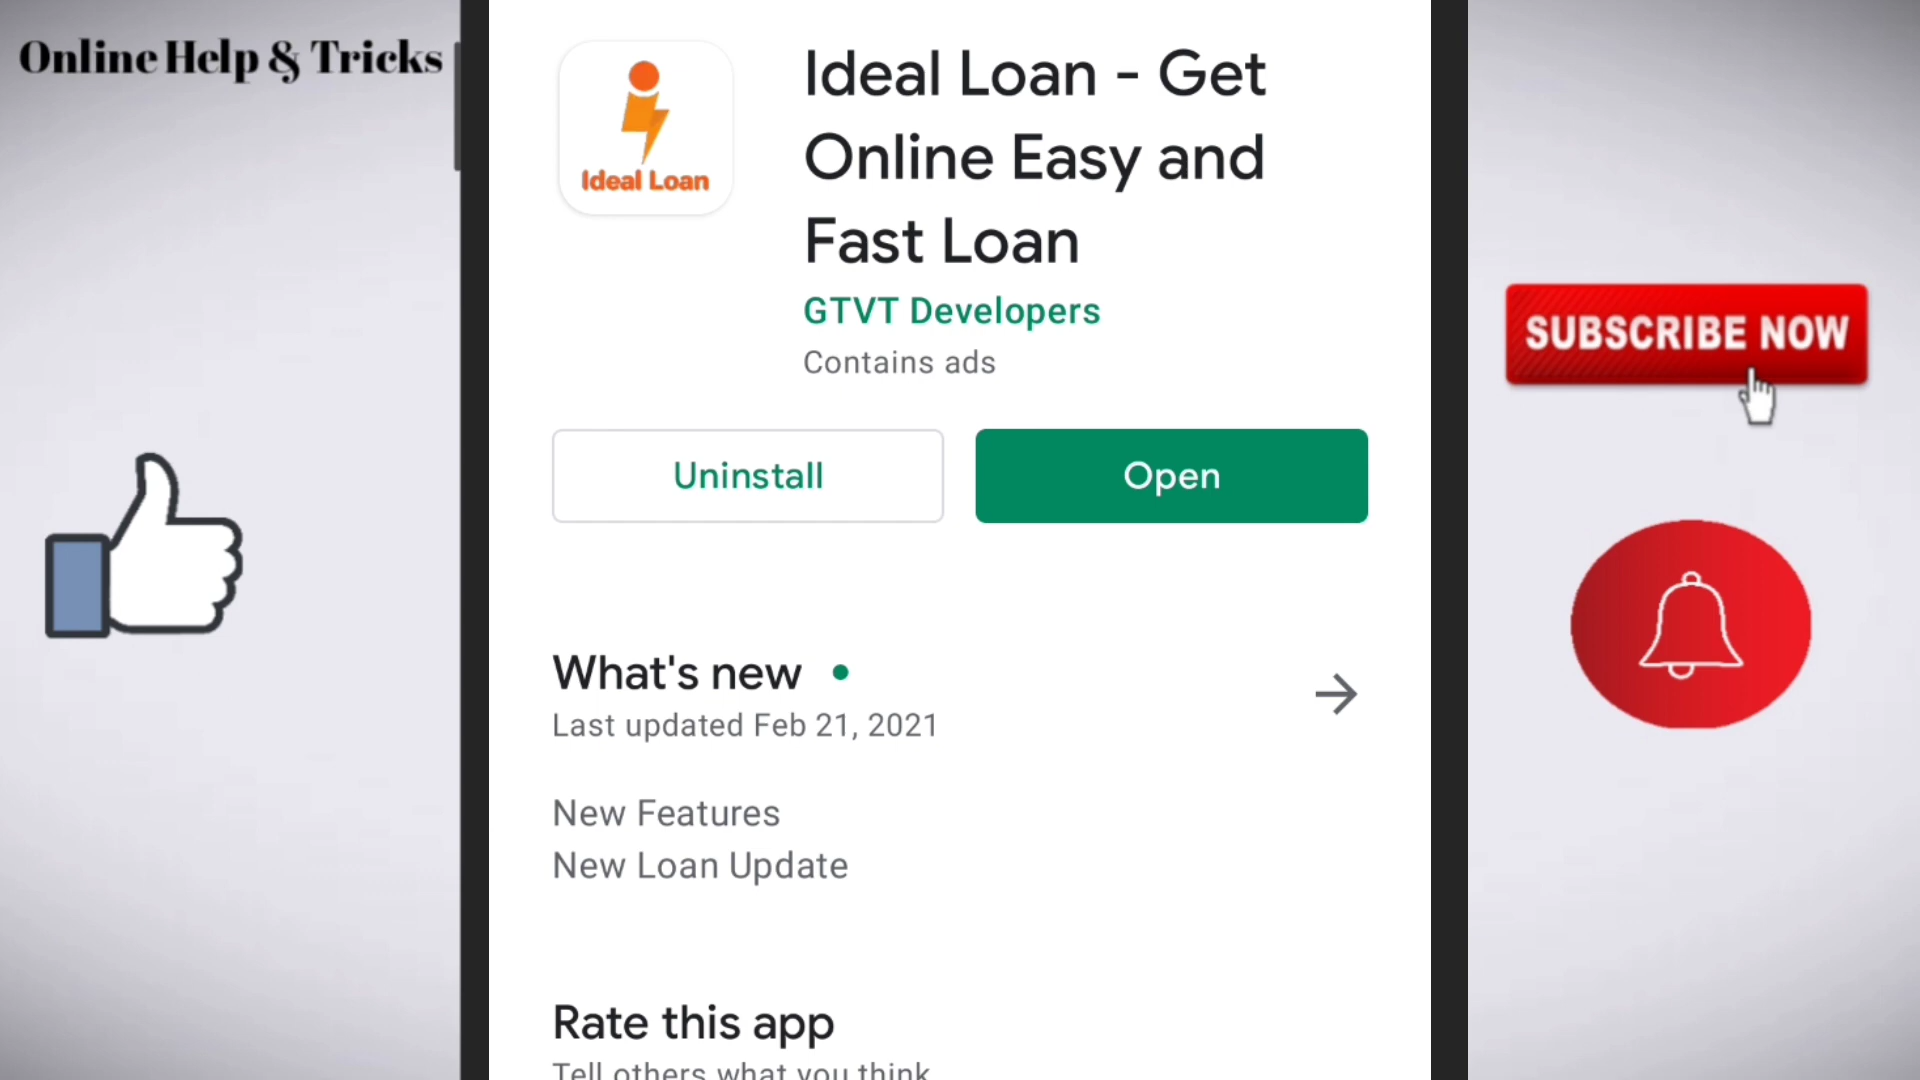 Online Help & Tricks
Ideal Loan
Ideal Loan - Get
Online Easy and
Fast Loan
GTVT Developers
Contains ads
Uninstall
Open
What's new
Last updated Feb 21, 2021
New Features
New Loan Update
Rate this app
Tell others what you think
SUBSCRIBE NOW